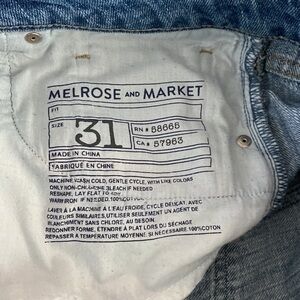 MELROSE AND MARKET
FIT
SIZE 31
RN # 58666
CA # 57963
MADE IN CHINA
FABRIQUÉ EN CHINE
MACHINE WASH COLD, GENTLE CYCLE, WITH LIKE COLORS
ONLY NON-CHLORINE BLEACH IF NEEDED
RESHAPE, LAY FLAT TO DRY
WARM IRON IF NEEDED.100%COTTON
LAVER À LA MACHINE À L'EAU FROIDE, CYCLE DÉLICAT, AVEC
COULEURS SIMILAIRES. UTILISER SEULEMENT UN AGENT DE
BLANCHIMENT SANS CHLORE, AU BESOIN.
REDONNER FORME, ÉTENDRE À PLAT LORS DU SÉCHAGE
REPASSER À TEMPÉRATURE MOYENNE SI NÉCESSAIRE 100%COTON